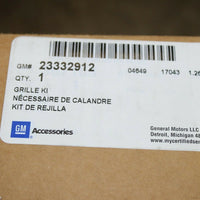 GM# 23332912
04649 17043 1.26
QTY. 1
GRILLE KI
NÉCESSAIRE DE CALANDRE
KIT DE REJILLA
GM Accessories
General Motors LLC
Detroit, Michigan 48
www.mycertifiedse